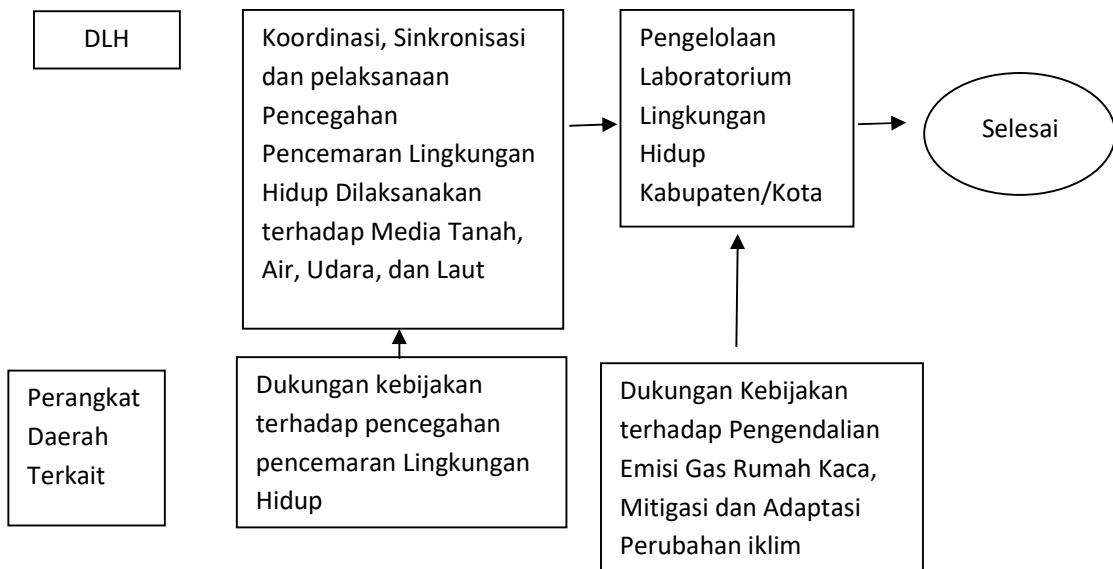 DLH
Koordinasi, Sinkronisasi
dan pelaksanaan
Pencegahan
Pencemaran Lingkungan
Hidup Dilaksanakan
terhadap Media Tanah,
Air, Udara, dan Laut
Pengelolaan
Laboratorium
Lingkungan
Hidup
Kabupaten/Kota
Selesai
Perangkat
Daerah
Terkait
Dukungan kebijakan
terhadap pencegahan
pencemaran Lingkungan
Hidup
Dukungan Kebijakan
terhadap Pengendalian
Emisi Gas Rumah Kaca,
Mitigasi dan Adaptasi
Perubahan iklim